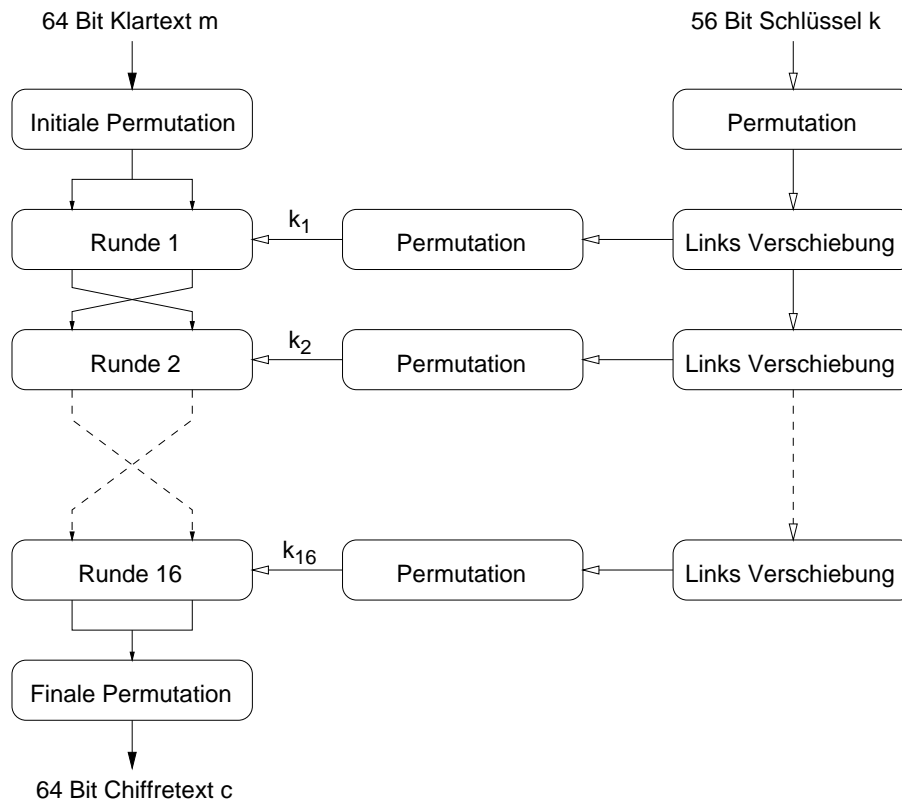 64 Bit Klartext m
56 Bit Schlüssel k
Initiale Permutation
Permutation
Runde 1
k1
Permutation
Links Verschiebung
Runde 2
k2
Permutation
Links Verschiebung
Runde 16
k16
Permutation
Links Verschiebung
Finale Permutation
64 Bit Chiffretext c